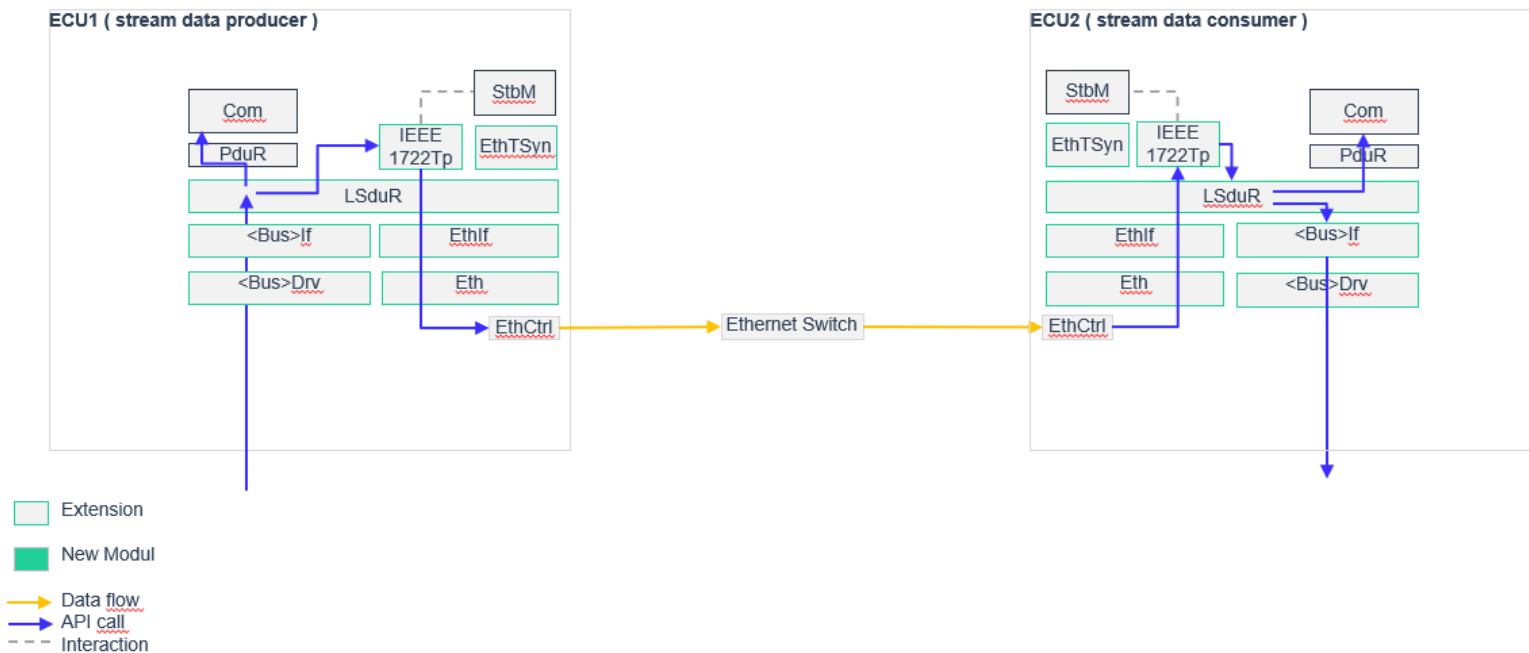 ECU1 ( stream data producer )
StbM
Com
IEEE
1722Tp
EthTSyn
PduR
LSduR
<Bus>If
EthIf
<Bus>Drv
Eth
EthCtrl
Ethernet Switch
ECU2 ( stream data consumer )
StbM
Com
EthTSyn
IEEE
1722Tp
PduR
LSduR
EthIf
<Bus>If
Eth
<Bus>Drv
EthCtrl
Extension
New Modul
Data flow
API call
Interaction